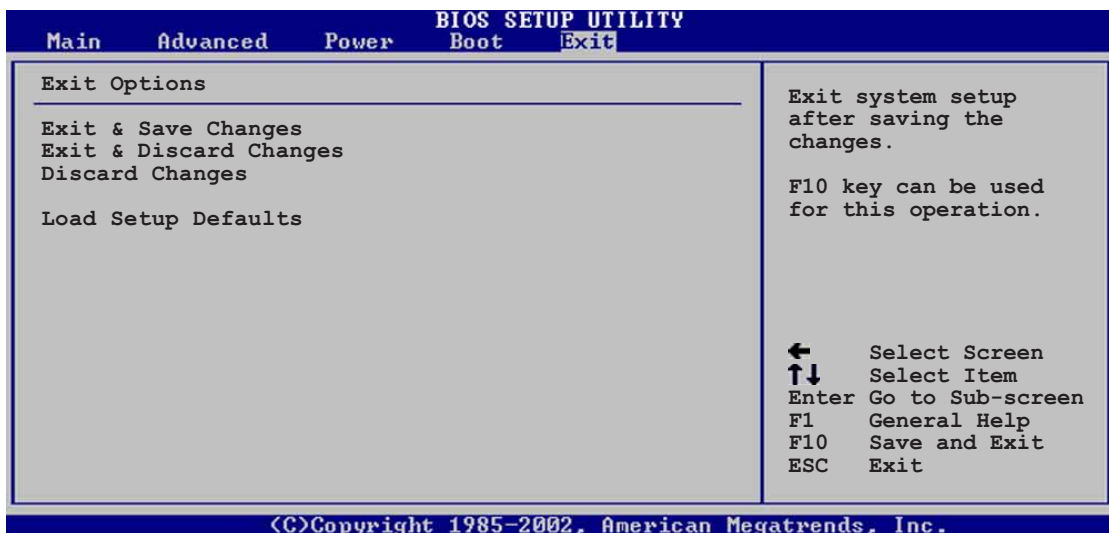 BIOS SETUP UTILITY
Main Advanced Power Boot Exit
Exit Options
Exit & Save Changes
Exit & Discard Changes
Discard Changes
Load Setup Defaults
Exit system setup
after saving the
changes.
F10 key can be used
for this operation.
← Select Screen
↑↓ Select Item
Enter Go to Sub-screen
F1 General Help
F10 Save and Exit
ESC Exit
(C)Copyright 1985-2002, American Megatrends, Inc.